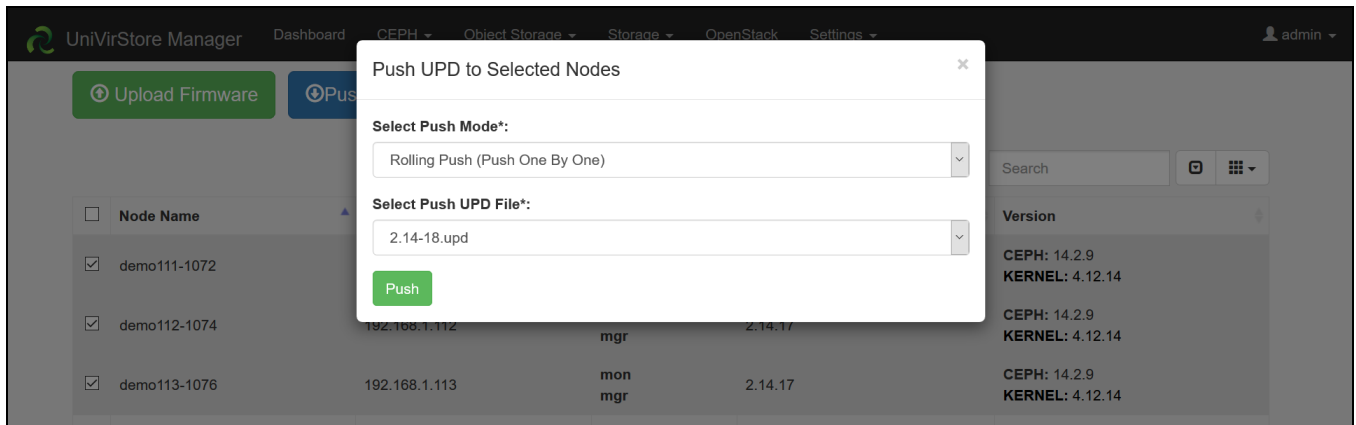 UniVirStore Manager Dashboard CEPH Object Storage Storage OpenStack Settings admin
Push UPD to Selected Nodes ×
Upload Firmware
Select Push Mode*:
Rolling Push (Push One By One)
Search
Select Push UPD File*:
Node Name Version
2.14-18.upd
demo111-1072 CEPH: 14.2.9
KERNEL: 4.12.14
Push
demo112-1074 192.168.1.112 mgr 2.14.17 CEPH: 14.2.9
KERNEL: 4.12.14
demo113-1076 192.168.1.113 mon mgr 2.14.17 CEPH: 14.2.9
KERNEL: 4.12.14